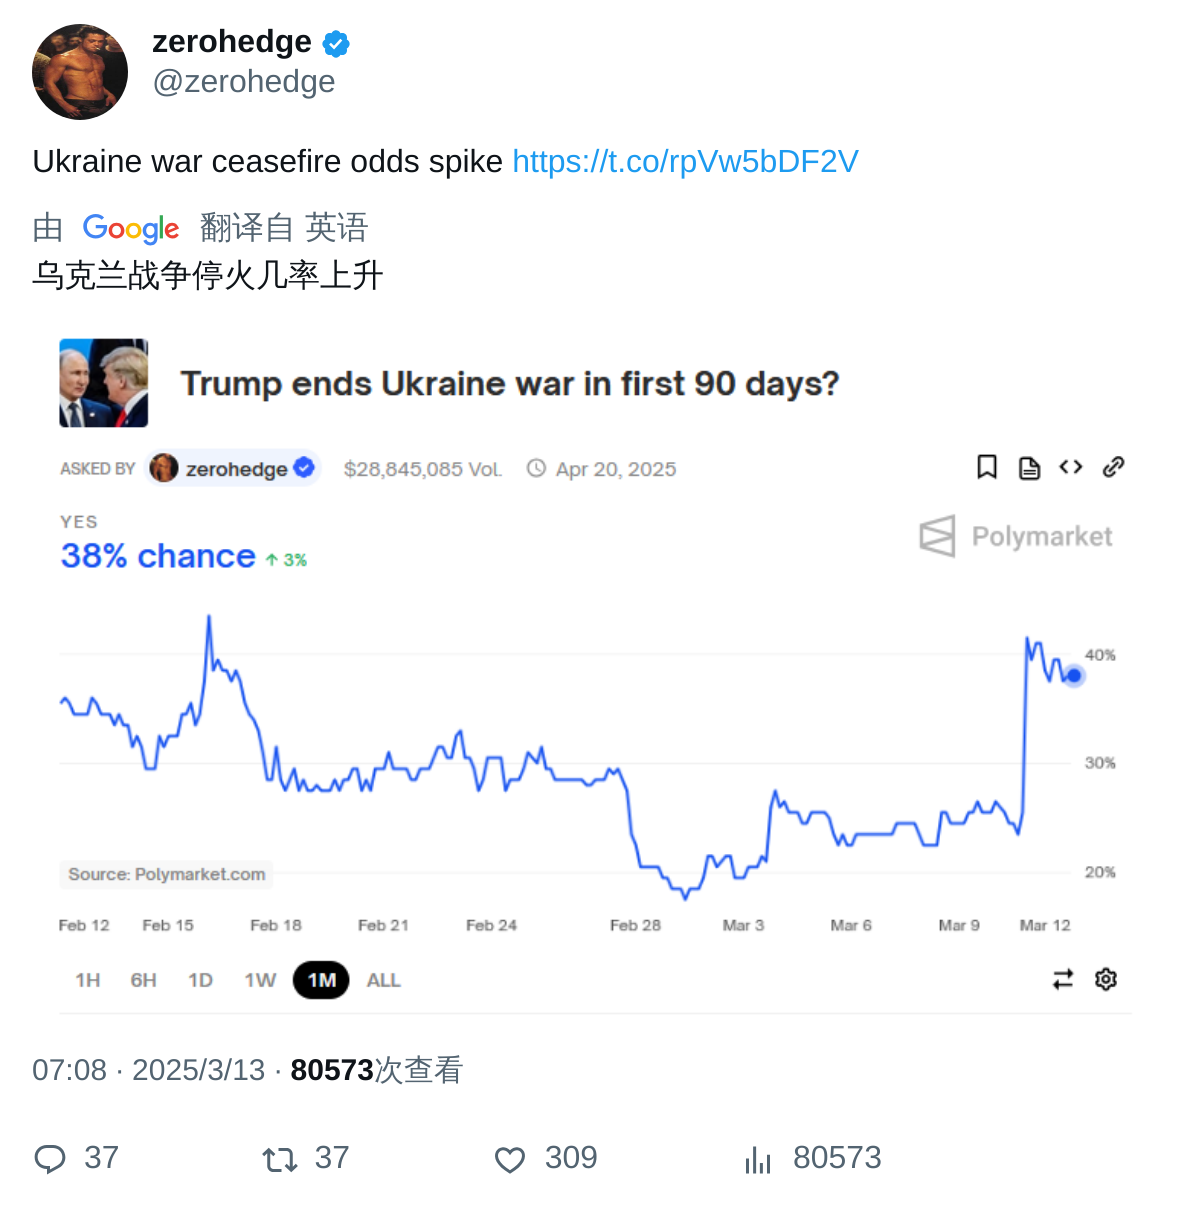 zerohedge
@zerohedge
Ukraine war ceasefire odds spike https://t.co/rpVw5bDF2V
由 Google 翻译自 英语
乌克兰战争停火几率上升
Trump ends Ukraine war in first 90 days?
ASKED BY zerohedge $28,845,085 Vol. Apr 20, 2025
YES
38% chance ↑ 3%
Polymarket
40%
30%
20%
Source: Polymarket.com
Feb 12 Feb 15 Feb 18 Feb 21 Feb 24 Feb 28 Mar 3 Mar 6 Mar 9 Mar 12
1H 6H 1D 1W 1M ALL
07:08 · 2025/3/13 · 80573次查看
37 37 309 80573